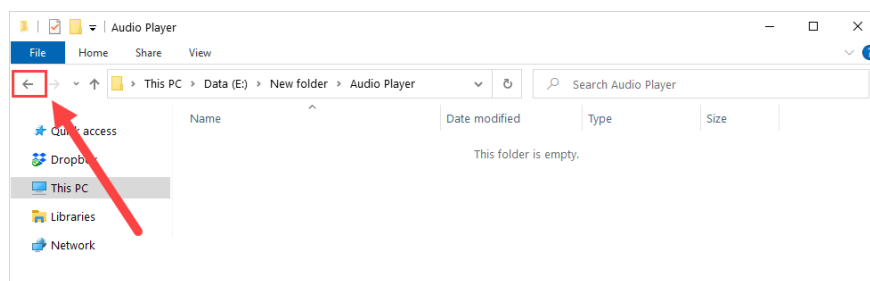 Audio Player
File Home Share View
This PC > Data (E:) > New folder > Audio Player Search Audio Player
Name Date modified Type Size
Quick access
This folder is empty.
Dropbox
This PC
Libraries
Network